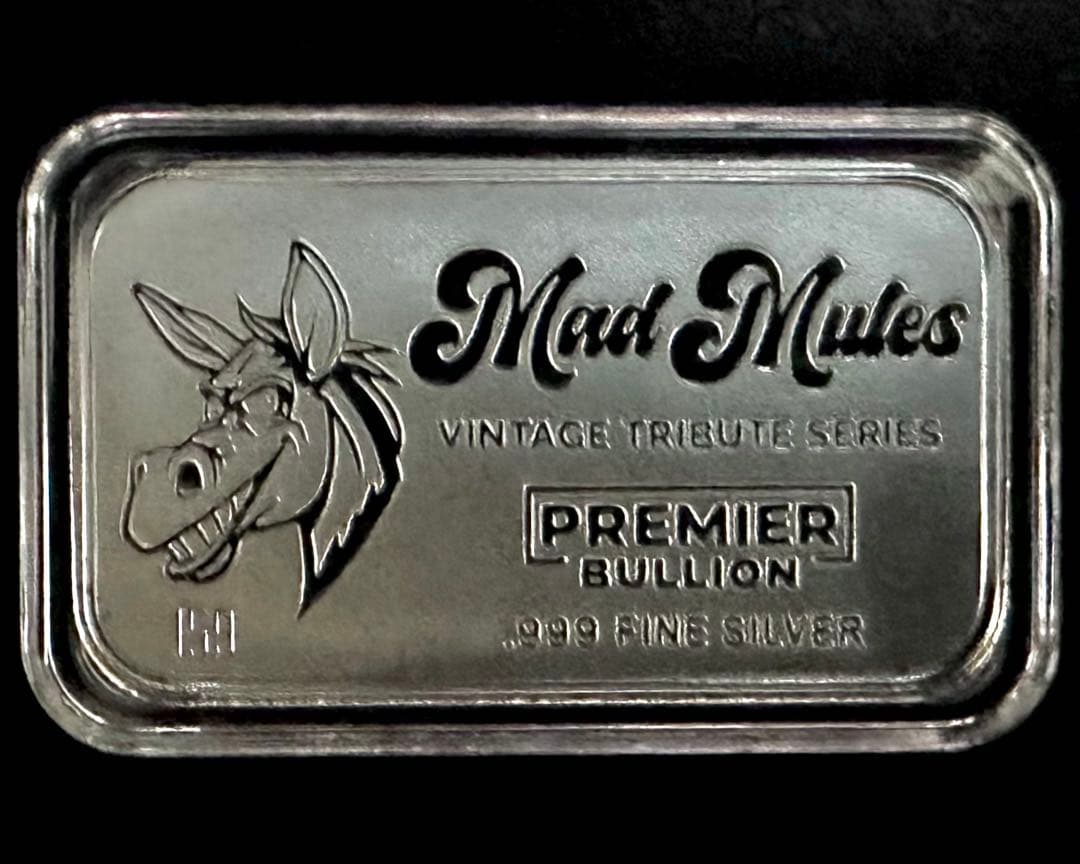 Mad Mules
VINTAGE TRIBUTE SERIES
PREMIER
BULLION
.999 FINE SILVER